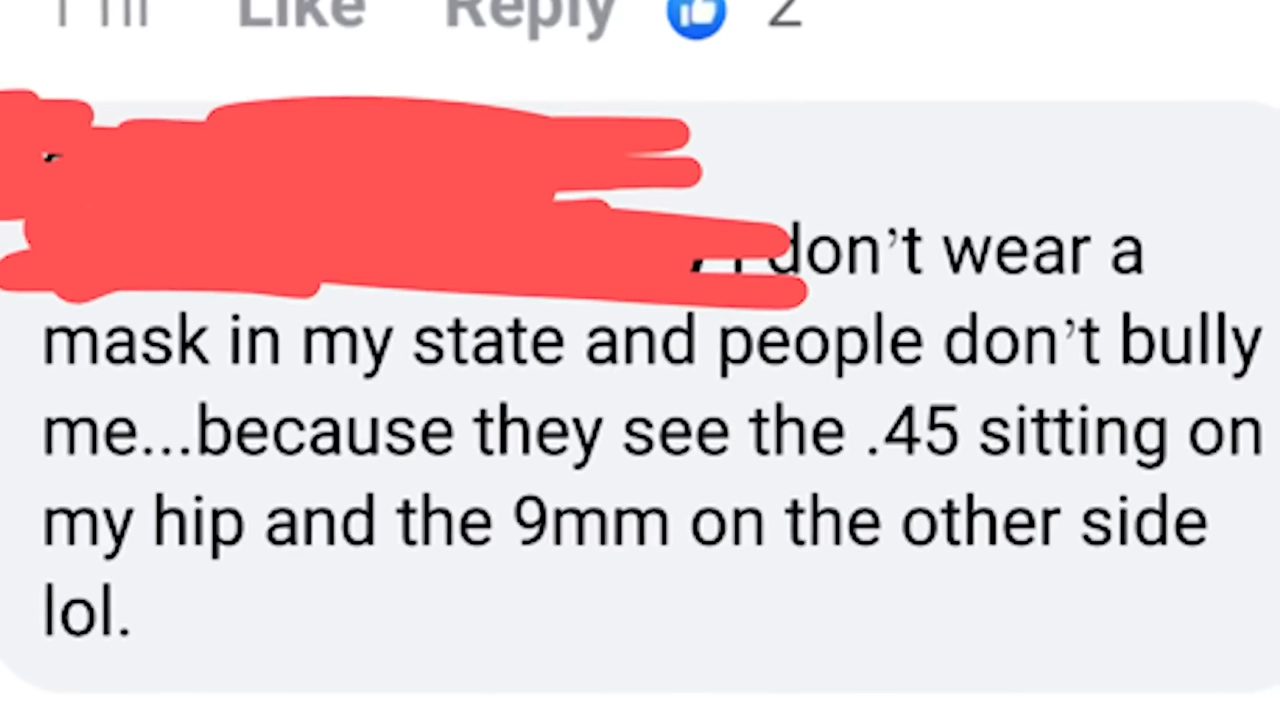 Like Reply 2
don't wear a
mask in my state and people don't bully
me...because they see the .45 sitting on
my hip and the 9mm on the other side
lol.